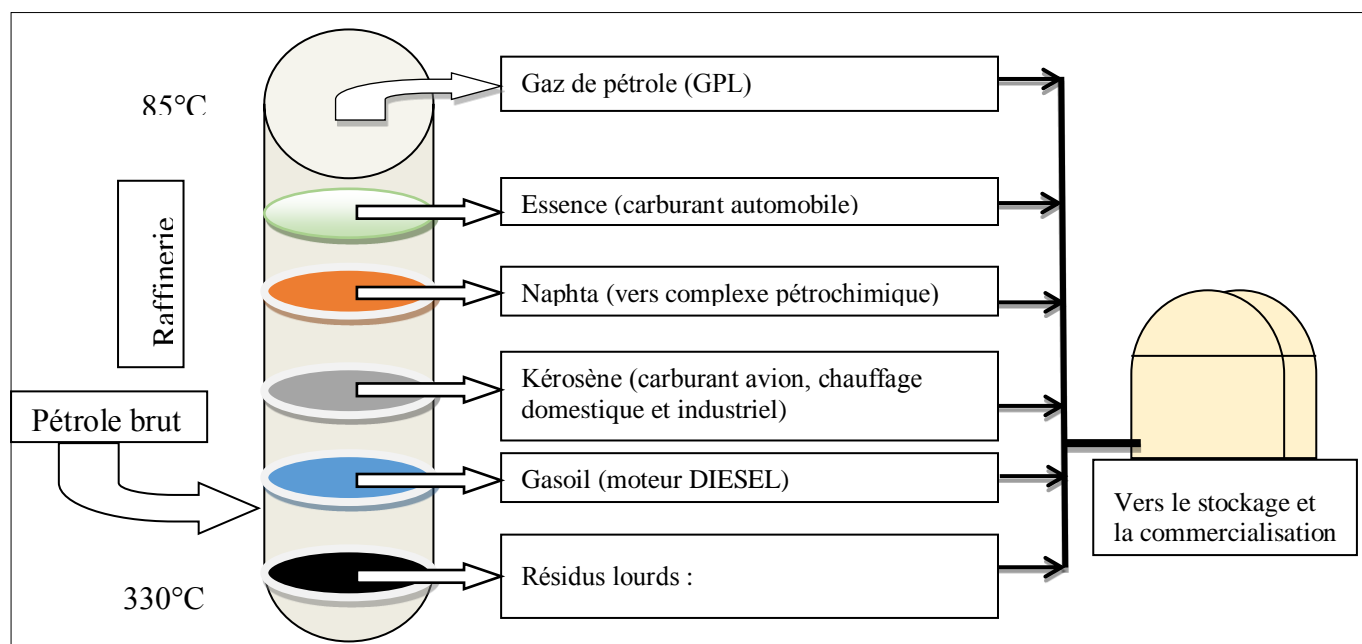 85°C
Gaz de pétrole (GPL)
Essence (carburant automobile)
Raffinerie
Naphta (vers complexe pétrochimique)
Kérosène (carburant avion, chauffage
domestique et industriel)
Pétrole brut
Gasoil (moteur DIESEL)
Vers le stockage et
la commercialisation
Résidus lourds :
330°C